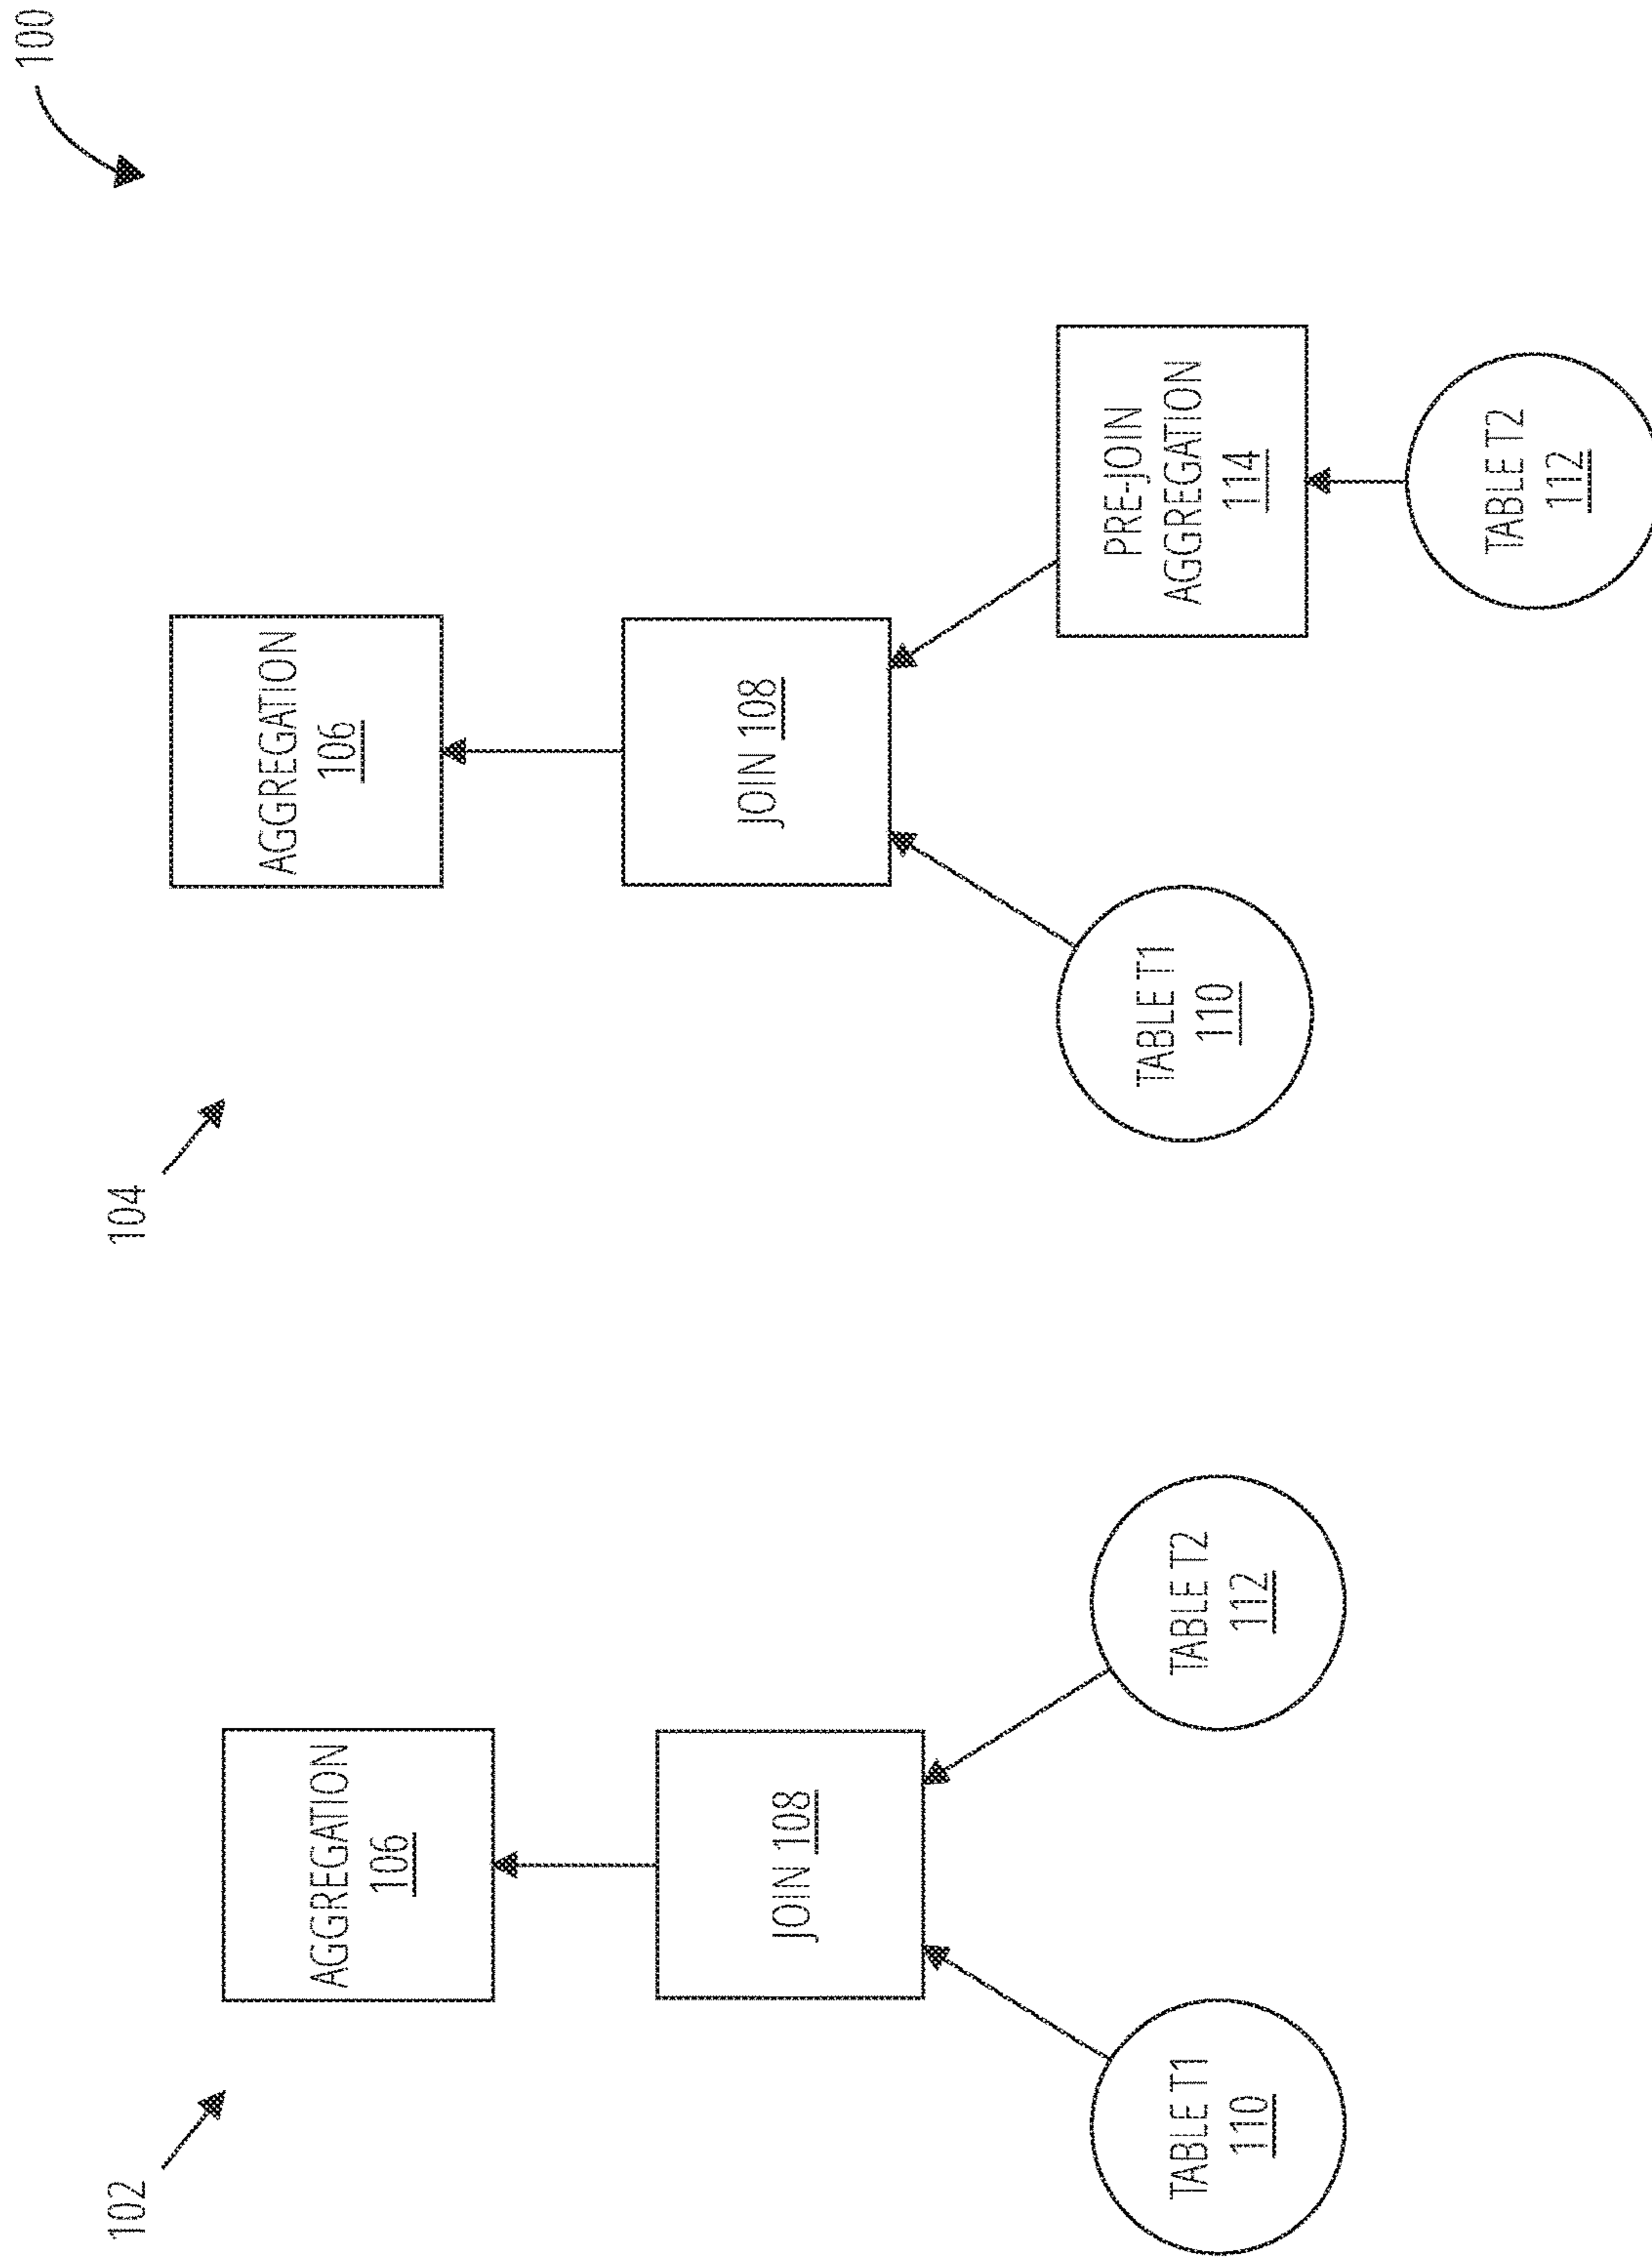 100
102
AGGREGATION
106
JOIN 108
TABLE T1
110
TABLE T2
112
104
AGGREGATION
106
JOIN 108
TABLE T1
110
PRE-JOIN
AGGREGATION
114
TABLE T2
112